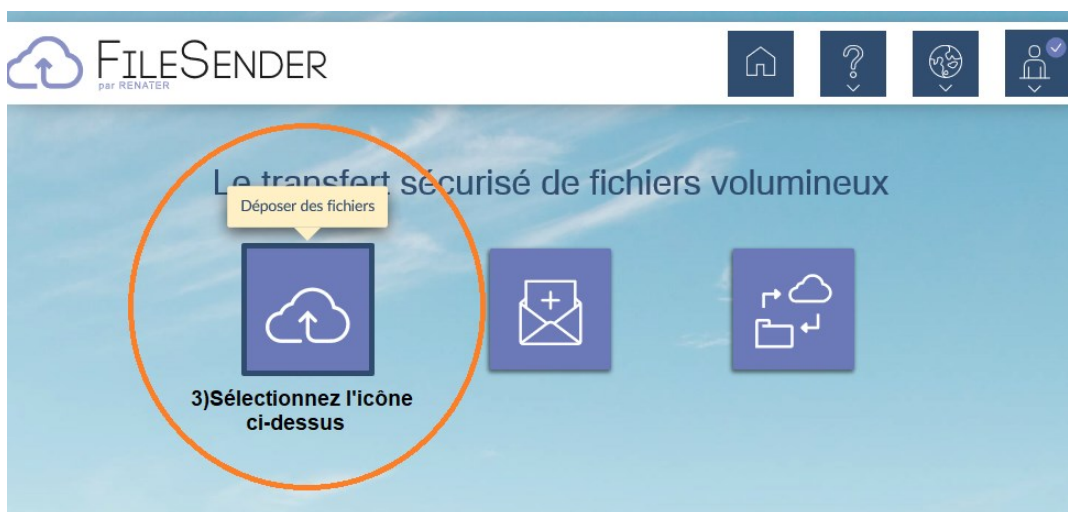 FILESENDER
par RENATER
Le transfert sécurisé de fichiers volumineux
Déposer des fichiers
3)Sélectionnez l'icône
ci-dessus